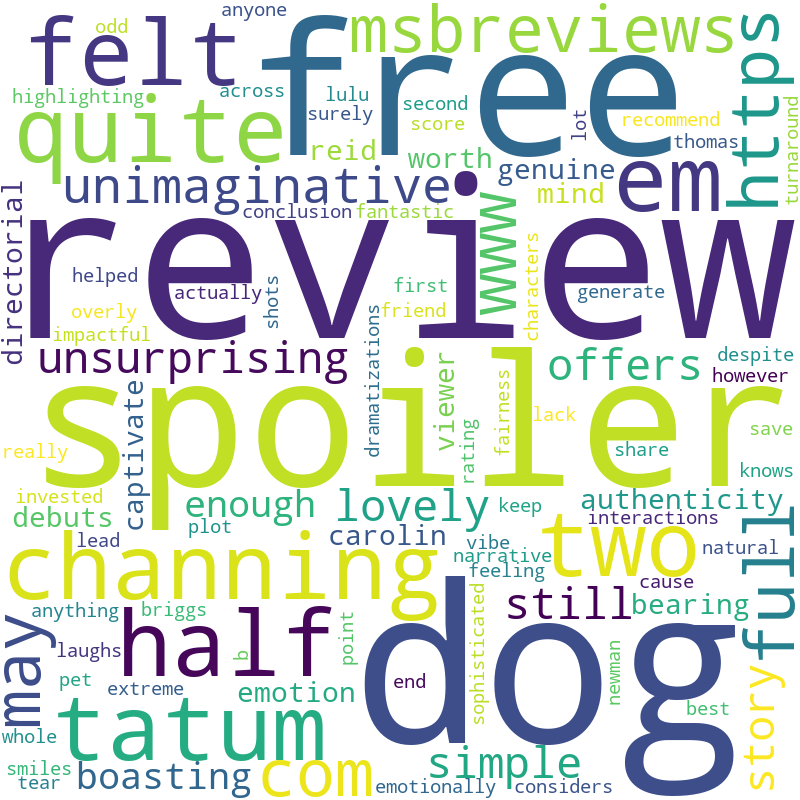 anyone
odd
felt
free
msbreviews
https
highlighting
across
lulu
second
surely
score
lot
recommend
thomas
turnaround
quite
reid
worth
genuine
em
unimaginative
mind
conclusion
fantastic
www
directorial
review
helped
actually
shots
first
characters
generate
overly
friend
impactful
unsurprising
dramatizations
viewer
offers
despite
however
captivate
spoiler
rating
fairness
lack
save
really
share
knows
invested
enough
lovely
keep
authenticity
debuts
plot
carolin
interactions
lead
vibe
two
natural
channing
narrative
feeling
cause
full
may
anything
briggs
half
point
sophisticated
still
bearing
laughs
b
dog
newman
pet
extreme
emotion
end
best
story
whole
tatum
simple
smiles
tear
boasting
com
emotionally
considers